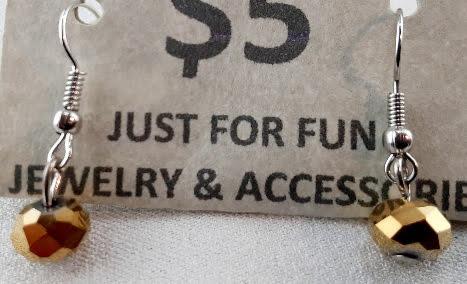 $5
JUST FOR FUN
JEWELRY & ACCESSORIE